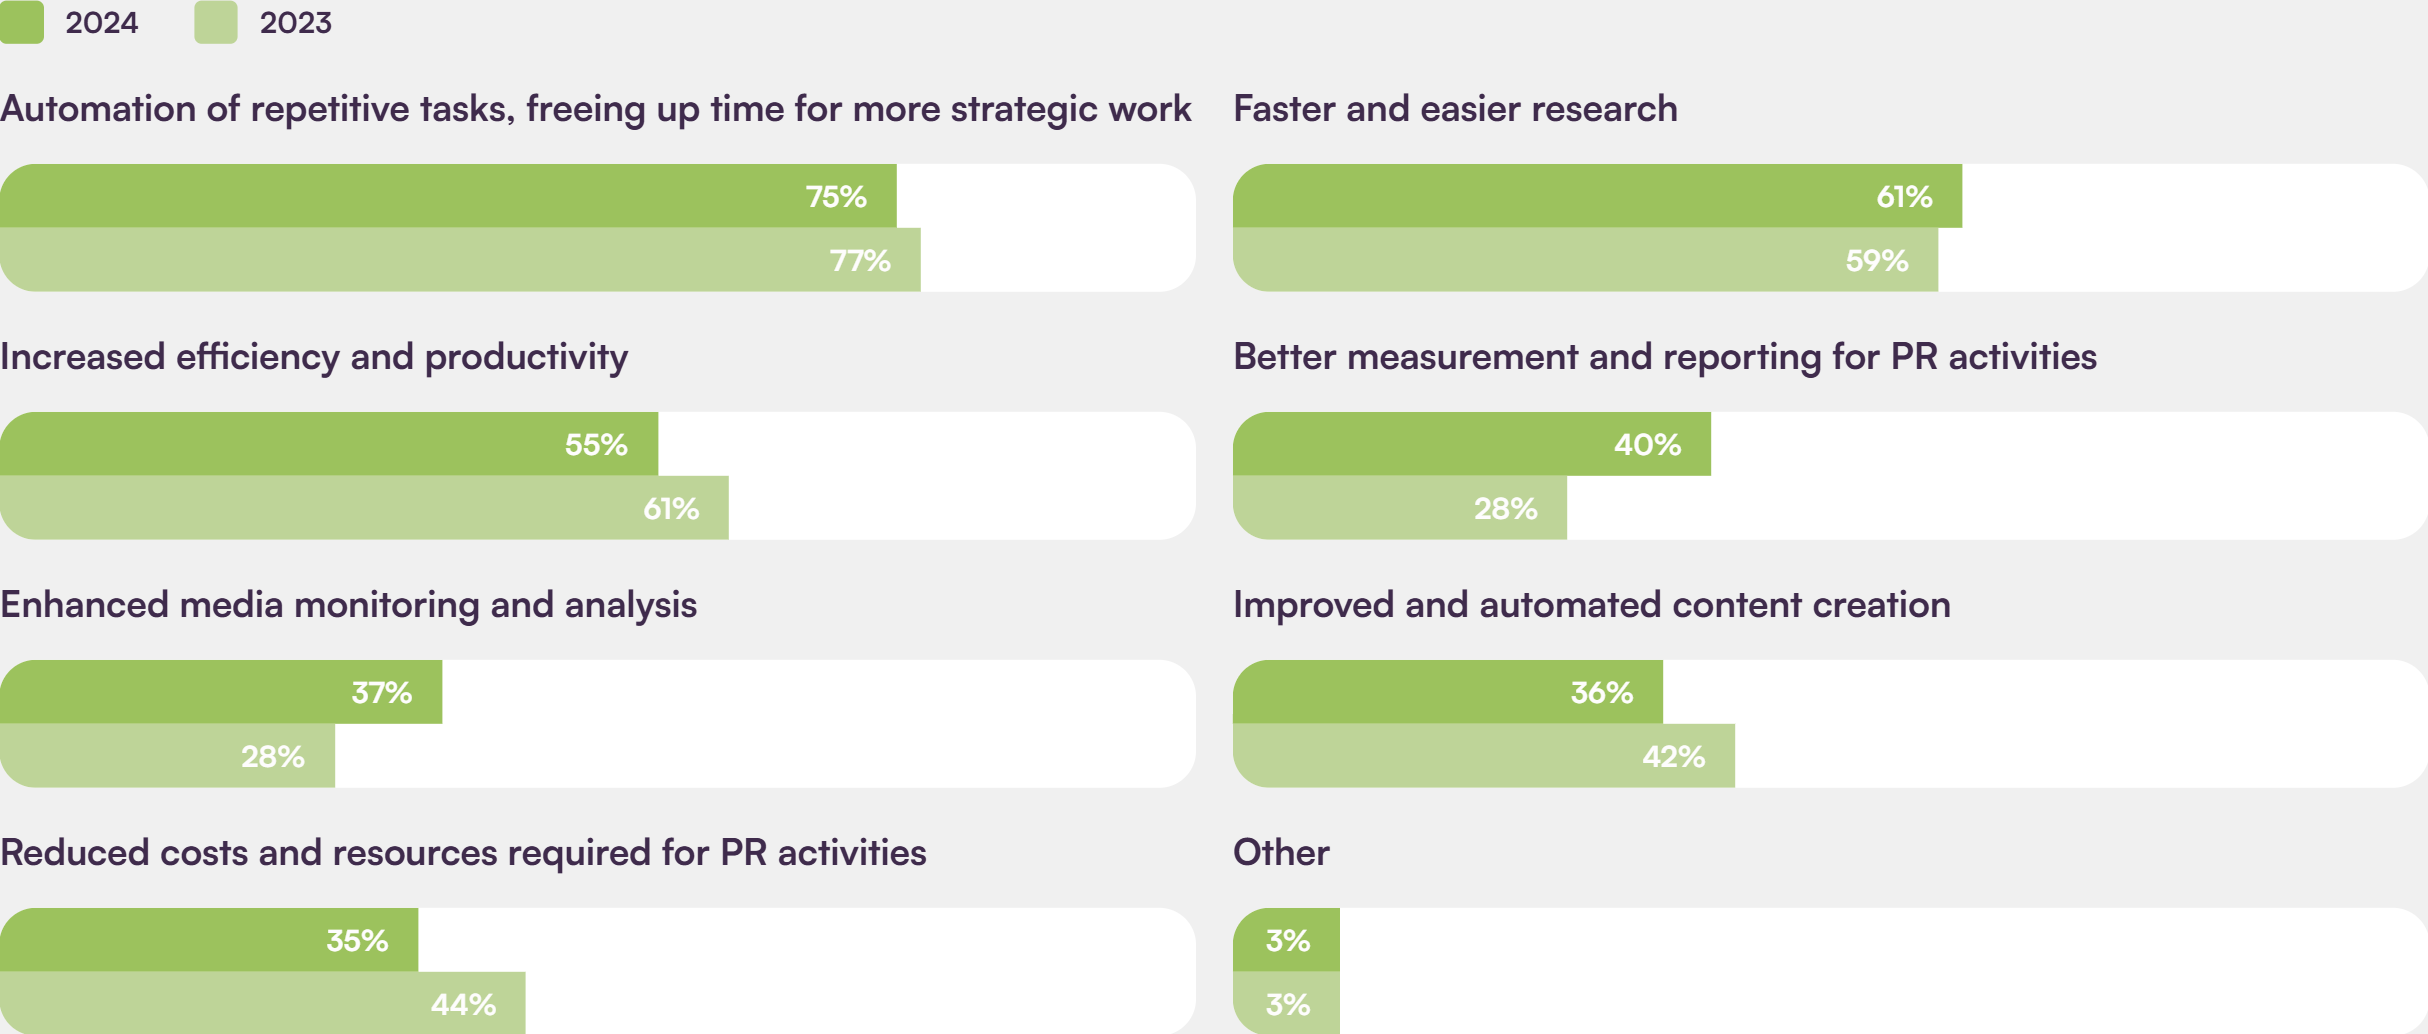 2024 2023
Automation of repetitive tasks, freeing up time for more strategic work
75%
77%
Faster and easier research
61%
59%
Increased efficiency and productivity
55%
61%
Better measurement and reporting for PR activities
40%
28%
Enhanced media monitoring and analysis
37%
28%
Improved and automated content creation
36%
42%
Reduced costs and resources required for PR activities
35%
44%
Other
3%
3%